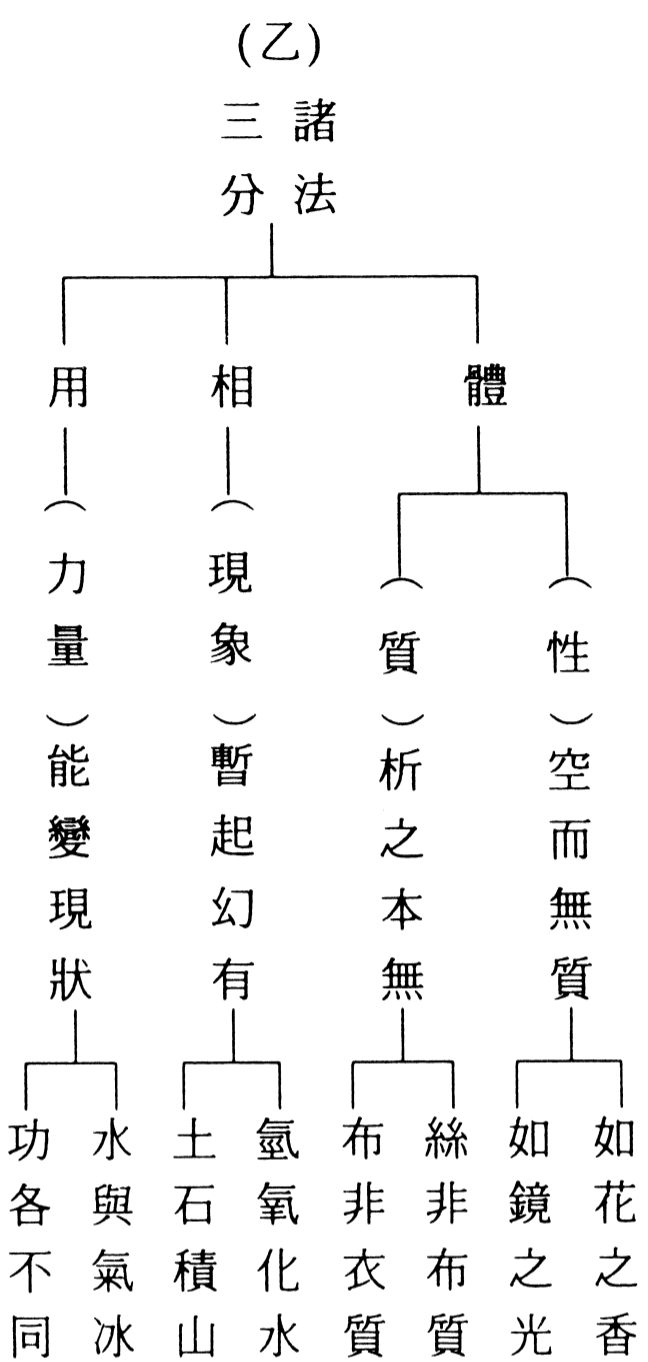 (乙)
諸法
三分
體
(性)空而無質
如花之香
如鏡之光
(質)析之本無
絲非布質
布非衣質
相
(現象)暫起幻有
氫氧化水
土石積山
用
(力量)能變現狀
水與氣冰
功各不同